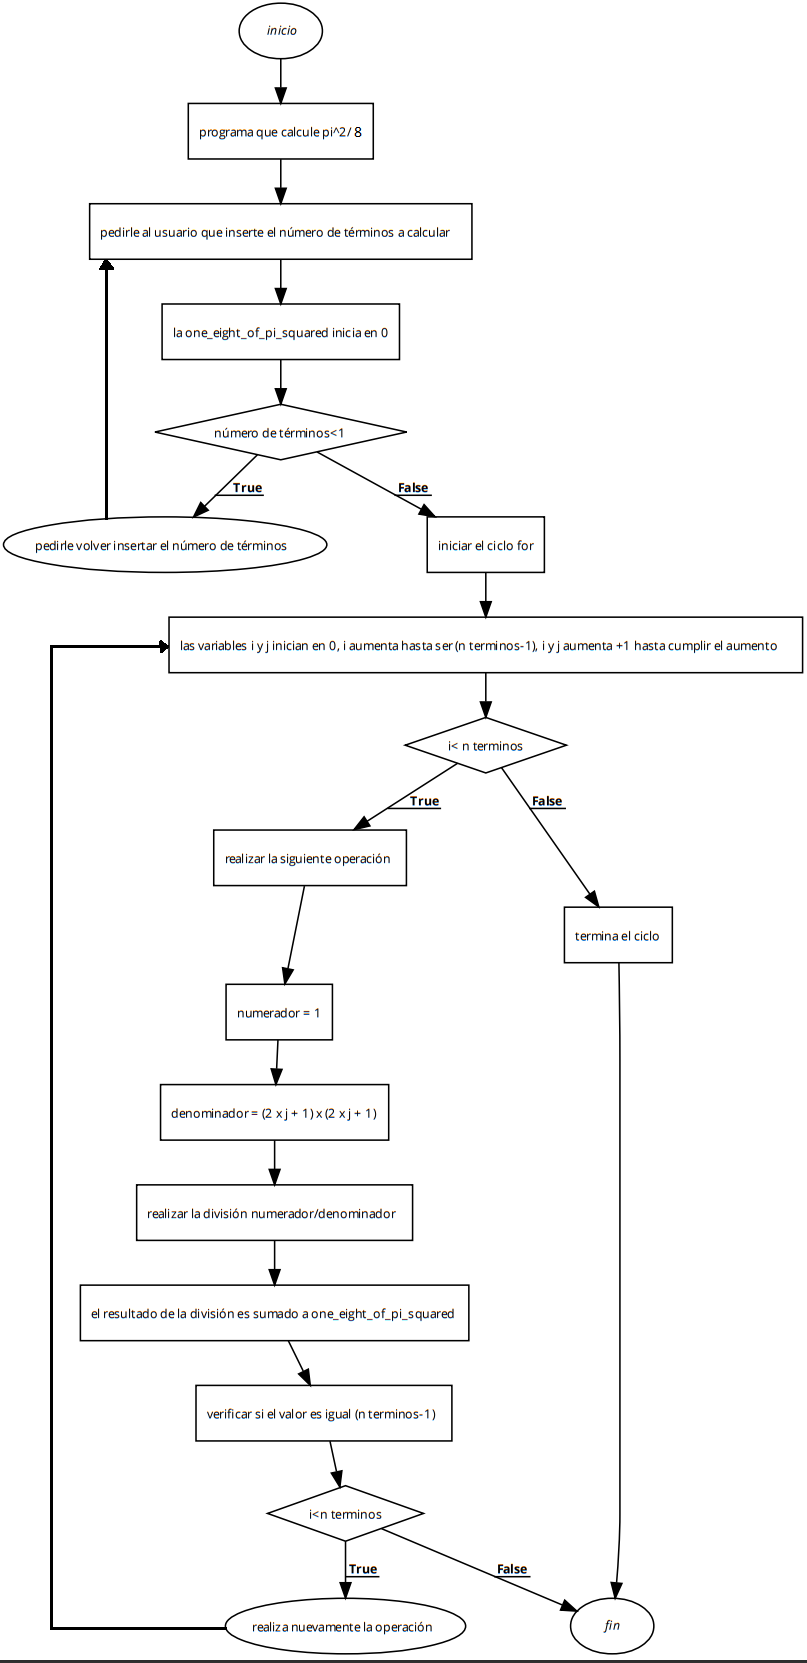 inicio
programa que calcule pi^2/ 8
pedirle al usuario que inserte el número de términos a calcular
la one_eight_of_pi_squared inicia en 0
número de términos<1
True
False
pedirle volver insertar el número de términos
iniciar el ciclo for
las variables i y j inician en 0, i aumenta hasta ser (n terminos-1), i y j aumenta +1 hasta cumplir el aumento
i< n terminos
True
False
realizar la siguiente operación
termina el ciclo
numerador = 1
denominador = (2 x j + 1) x (2 x j + 1)
realizar la división numerador/denominador
el resultado de la división es sumado a one_eight_of_pi_squared
verificar si el valor es igual (n terminos-1)
i<n terminos
True
False
realiza nuevamente la operación
fin